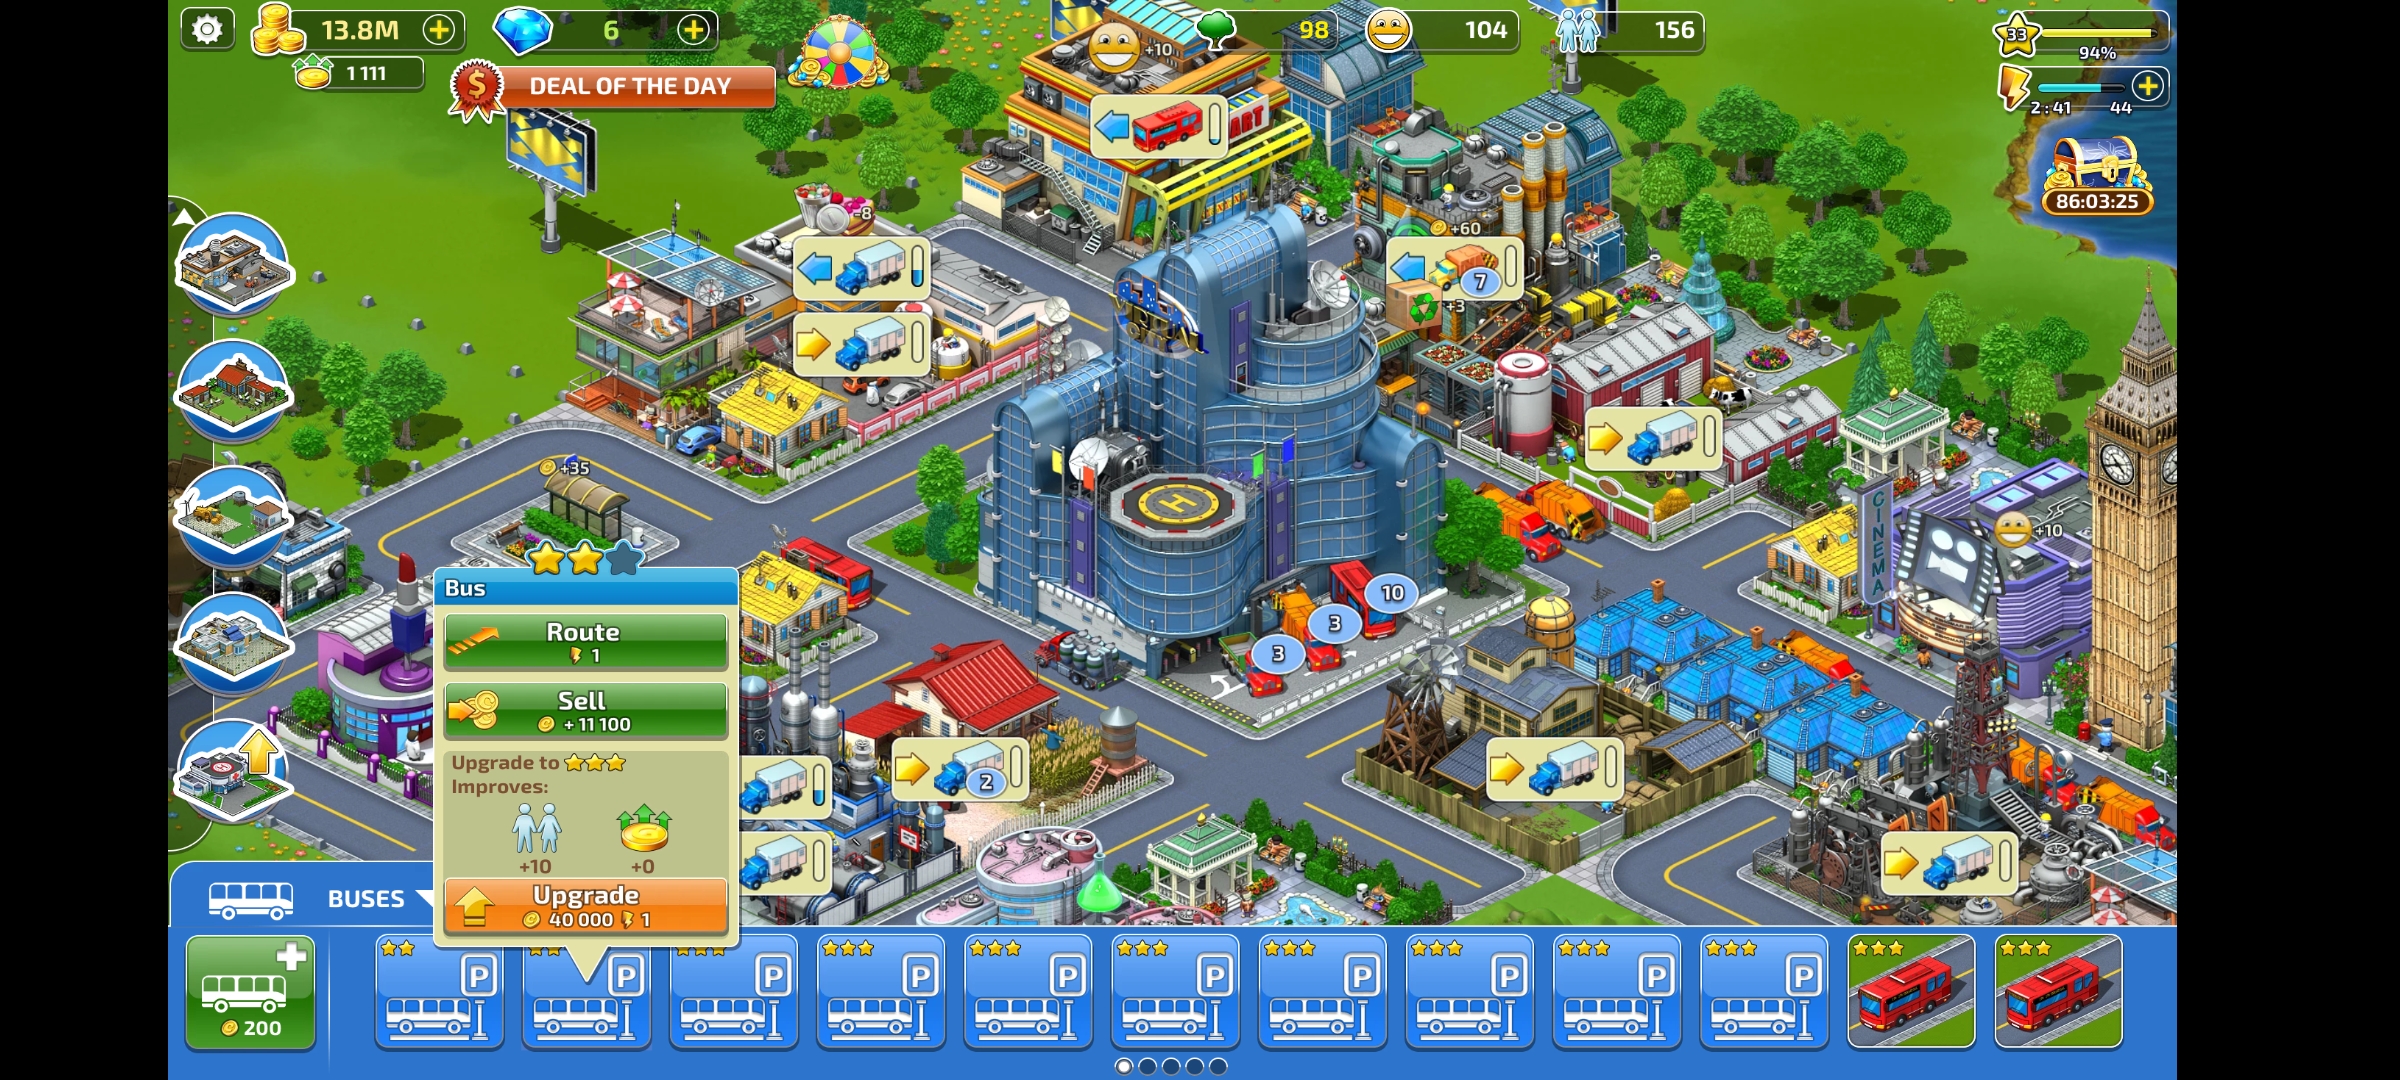 13.8M
6
98
104
156
33
94%
1 111
DEAL OF THE DAY
+10
2:41
44
ART
86:03:25
-8
+60
7
+3
+35
CINEMA
+10
Bus
Route
1
10
3
3
Sell
+ 11 100
Upgrade to
Improves:
2
+10
+0
Upgrade
40 000
1
BUSES
P
P
P
P
P
P
P
P
P
P
200
H